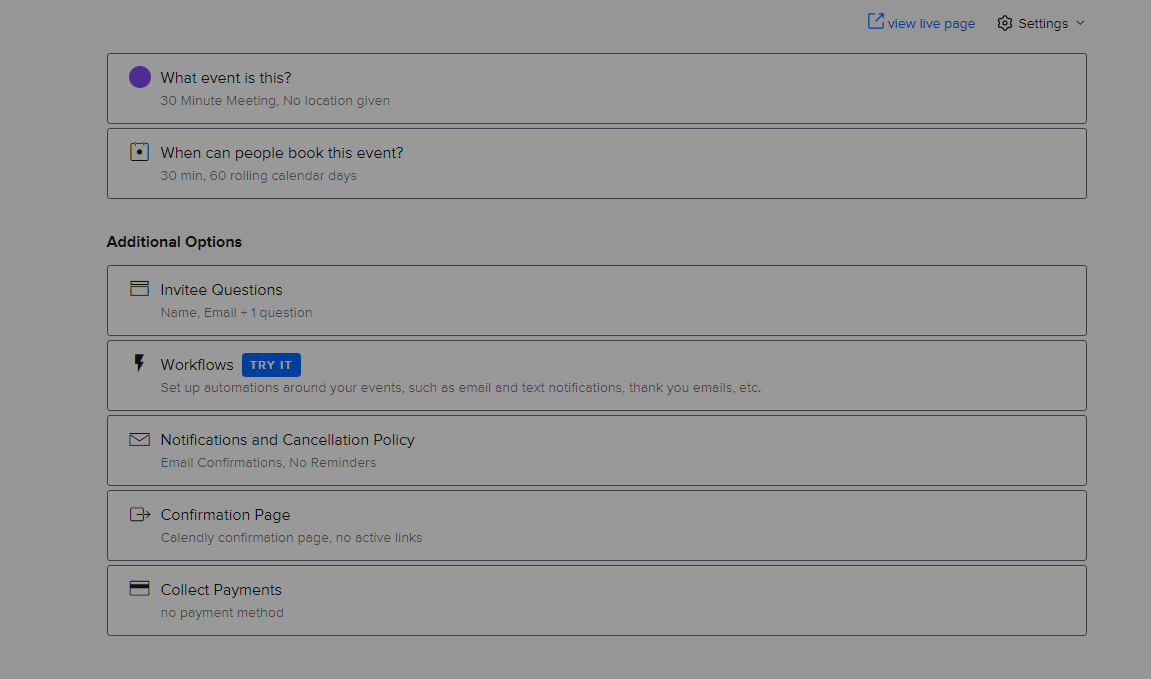 view live page
Settings
What event is this?
30 Minute Meeting, No location given
When can people book this event?
30 min, 60 rolling calendar days
Additional Options
Invitee Questions
Name, Email + 1 question
Workflows TRY IT
Set up automations around your events, such as email and text notifications, thank you emails, etc.
Notifications and Cancellation Policy
Email Confirmations, No Reminders
Confirmation Page
Calendly confirmation page, no active links
Collect Payments
no payment method